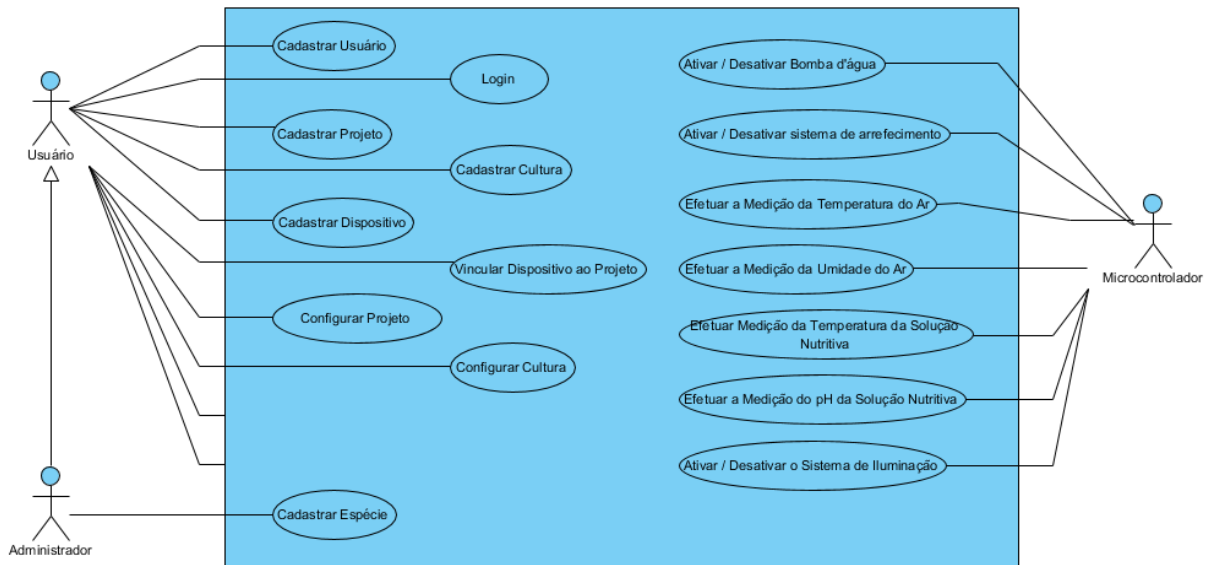 Cadastrar Usuário
Login
Cadastrar Projeto
Cadastrar Cultura
Cadastrar Dispositivo
Vincular Dispositivo ao Projeto
Configurar Projeto
Configurar Cultura
Cadastrar Espécie
Usuário
Administrador
Ativar / Desativar Bomba d'água
Ativar / Desativar sistema de arrefecimento
Efetuar a Medição da Temperatura do Ar
Efetuar a Medição da Umidade do Ar
Efetuar Medição da Temperatura da Solução
Nutritiva
Efetuar a Medição do pH da Solução Nutritiva
Ativar / Desativar o Sistema de Iluminação
Microcontrolador